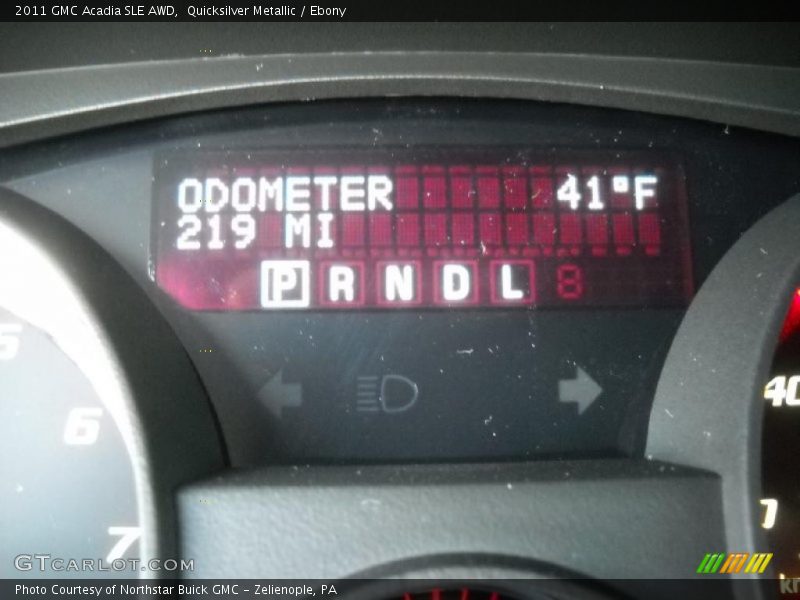 2011 GMC Acadia SLE AWD,  Quicksilver Metallic / Ebony
ODOMETER 41°F
219 MI
P R N D L 8
5
6
7
40
GTCARLOT.COM
Photo Courtesy of Northstar Buick GMC - Zelienople, PA